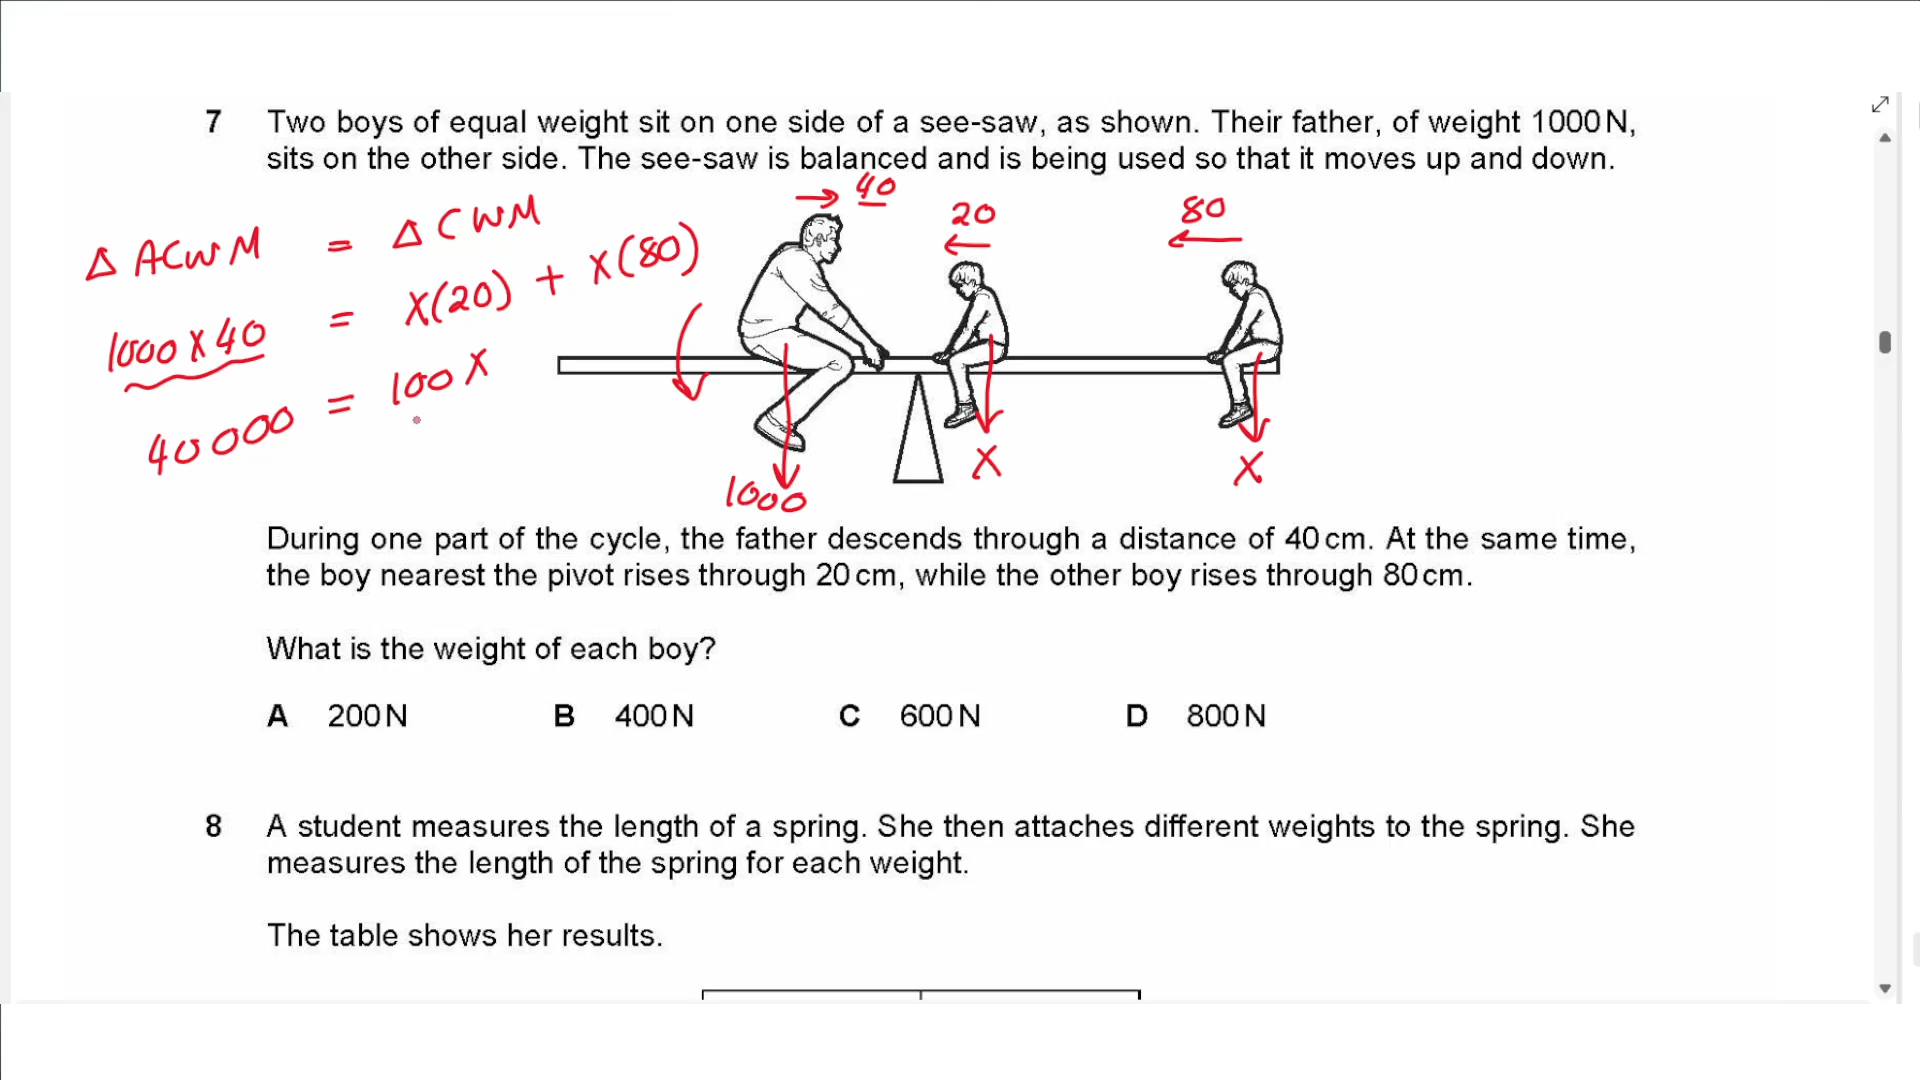 7 Two boys of equal weight sit on one side of a see-saw, as shown. Their father, of weight 1000 N,
sits on the other side. The see-saw is balanced and is being used so that it moves up and down.
→ 40
20
←
80
←
Δ ACWM = Δ CWM
1000 X 40 = X(20) + X(80)
40000 = 100X
1000
X
X
During one part of the cycle, the father descends through a distance of 40 cm. At the same time,
the boy nearest the pivot rises through 20 cm, while the other boy rises through 80 cm.
What is the weight of each boy?
A 200 N B 400 N C 600 N D 800 N
8 A student measures the length of a spring. She then attaches different weights to the spring. She
measures the length of the spring for each weight.
The table shows her results.